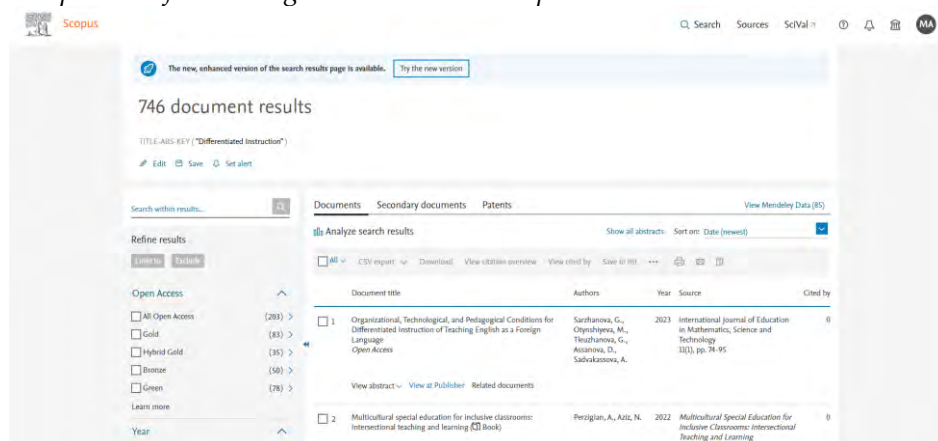 Scopus
Search Sources SciVal
MA
The new, enhanced version of the search results page is available. Try the new version
746 document results
TITLE-ABS-KEY ( "Differentiated Instruction" )
Edit Save Set alert
Search within results...
Refine results
Limit to Exclude
Open Access
All Open Access (203)
Gold (83)
Hybrid Gold (35)
Bronze (50)
Green (78)
Learn more
Year
Documents Secondary documents Patents View Mendeley Data (85)
Analyze search results Show all abstracts Sort on: Date (newest)
All CSV export Download View citation overview View cited by Save to list ...
Document title Authors Year Source Cited by
1 Organizational, Technological, and Pedagogical Conditions for Sarzhanova, G., 2023 International Journal of Education 0
Differentiated Instruction of Teaching English as a Foreign Olynshiyeva, M., in Mathematics, Science and
Language Tleuzhanova, G., Technology
Open Access Assanova, D., 11(1), pp. 74-95
Sadvakassova, A.
View abstract View at Publisher Related documents
2 Multicultural special education for inclusive classrooms: Perzigian, A., Aziz, N. 2022 Multicultural Special Education for 0
Intersectional teaching and learning (Book) Inclusive Classrooms: Intersectional
Teaching and Learning